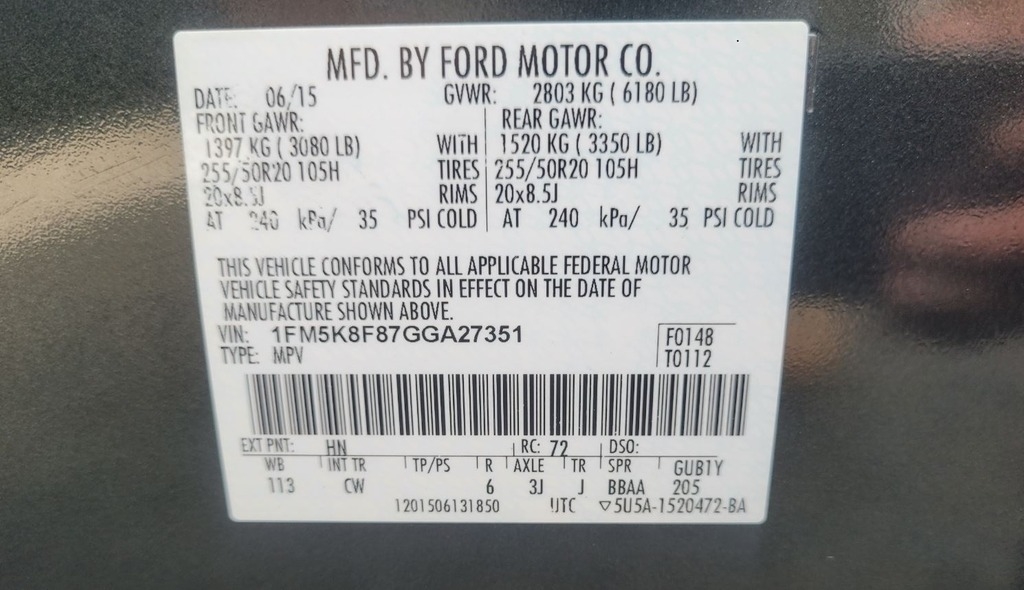 MFD. BY FORD MOTOR CO.
DATE: 06/15 GVWR: 2803 KG ( 6180 LB)
FRONT GAWR: REAR GAWR:
1397 KG ( 3080 LB) WITH 1520 KG ( 3350 LB) WITH
255/50R20 105H TIRES 255/50R20 105H TIRES
20x8.5J RIMS 20x8.5J RIMS
AT 240 kPa/ 35 PSI COLD AT 240 kPa/ 35 PSI COLD
THIS VEHICLE CONFORMS TO ALL APPLICABLE FEDERAL MOTOR
VEHICLE SAFETY STANDARDS IN EFFECT ON THE DATE OF
MANUFACTURE SHOWN ABOVE.
VIN: 1FM5K8F87GGA27351 F0148
TYPE: MPV T0112
EXT PNT: HN RC: 72 DSO:
WB INT TR TP/PS R AXLE TR SPR GUB1Y
113 CW 6 3J J BBAA 205
1201506131850 UTC ▽5U5A-1520472-BA